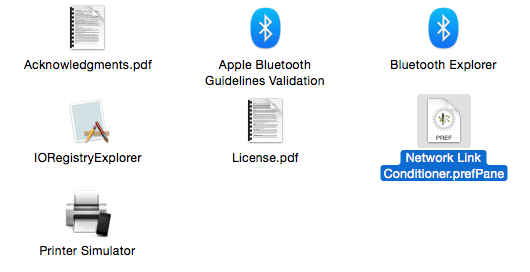 Acknowledgments.pdf
Apple Bluetooth
Guidelines Validation
Bluetooth Explorer
IORegistryExplorer
License.pdf
PREF
Network Link
Conditioner.prefPane
Printer Simulator